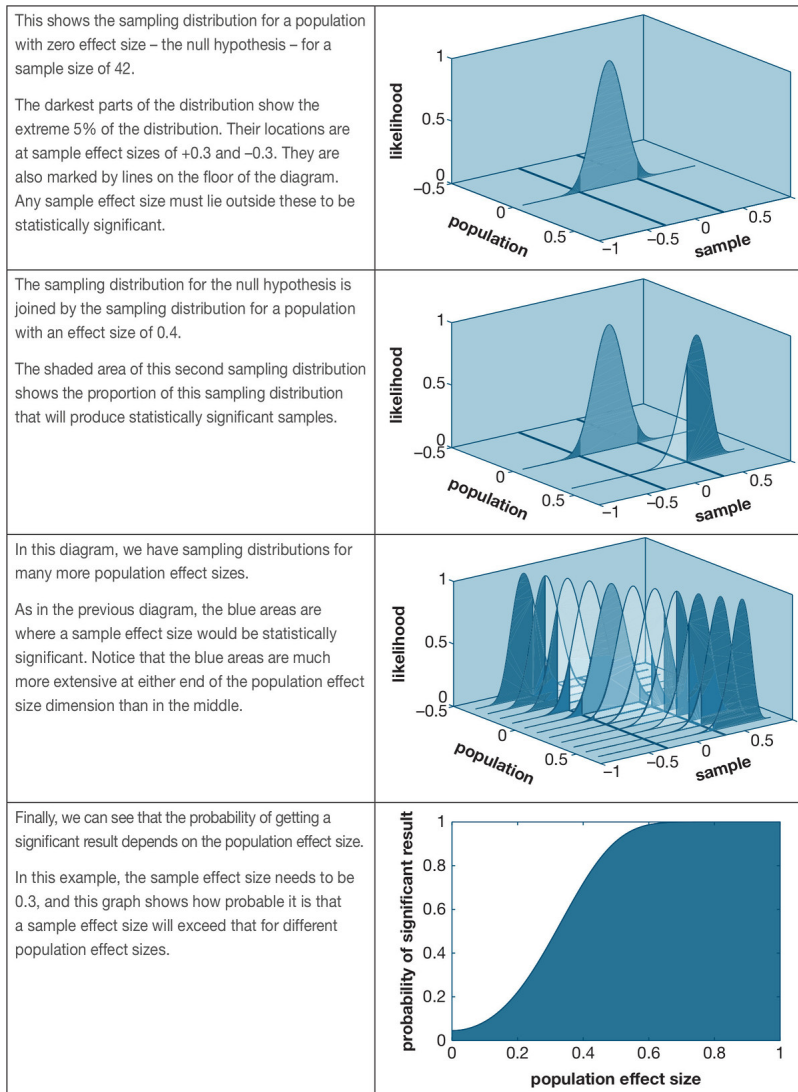 This shows the sampling distribution for a population
with zero effect size – the null hypothesis – for a
sample size of 42.
The darkest parts of the distribution show the
extreme 5% of the distribution. Their locations are
at sample effect sizes of +0.3 and –0.3. They are
also marked by lines on the floor of the diagram.
Any sample effect size must lie outside these to be
statistically significant.
likelihood
1
0.5
0
–0.5
0
0.5
population
–1
–0.5
0
0.5
sample
The sampling distribution for the null hypothesis is
joined by the sampling distribution for a population
with an effect size of 0.4.
The shaded area of this second sampling distribution
shows the proportion of this sampling distribution
that will produce statistically significant samples.
likelihood
1
0.5
0
–0.5
0
0.5
population
–1
–0.5
0
0.5
sample
In this diagram, we have sampling distributions for
many more population effect sizes.
As in the previous diagram, the blue areas are
where a sample effect size would be statistically
significant. Notice that the blue areas are much
more extensive at either end of the population effect
size dimension than in the middle.
likelihood
1
0.5
0
–0.5
0
0.5
population
–1
–0.5
0
0.5
sample
Finally, we can see that the probability of getting a
significant result depends on the population effect size.
In this example, the sample effect size needs to be
0.3, and this graph shows how probable it is that
a sample effect size will exceed that for different
population effect sizes.
probability of significant result
1
0.8
0.6
0.4
0.2
0
0 0.2 0.4 0.6 0.8 1
population effect size